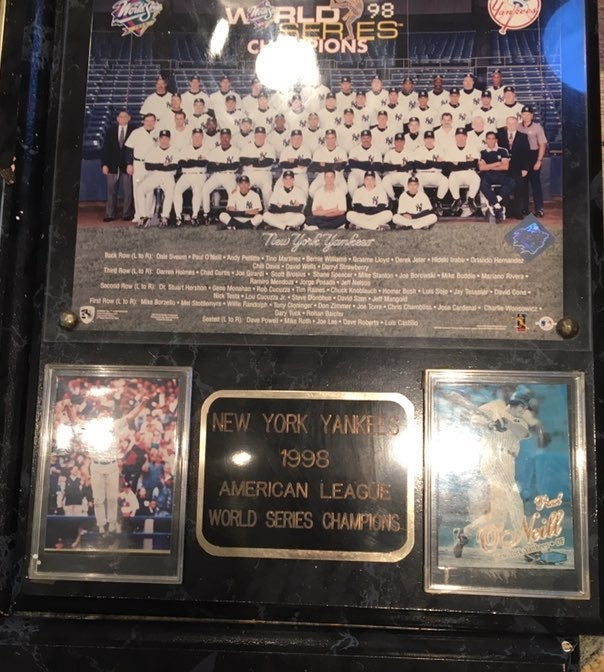 World Series
WORLD 98
SERIES
CHAMPIONS
Yankees
New York Yankees
Back Row (L to R): Dale Sveum • Paul O'Neill • Andy Pettitte • Tino Martinez • Bernie Williams • Graeme Lloyd • Derek Jeter • Hideki Irabu • Orlando Hernandez
Chili Davis • David Wells • Darryl Strawberry
Third Row (L to R): Darren Holmes • Chad Curtis • Joe Girardi • Scott Brosius • Shane Spencer • Mike Stanton • Joe Borowski • Mike Buddie • Mariano Rivera
Ramiro Mendoza • Jorge Posada • Jeff Nelson
Second Row (L to R): Dr. Stuart Hershon • Gene Monahan • Rob Cucuzza • Tim Raines • Chuck Knoblauch • Homer Bush • Luis Sojo • Jay Tessmer • David Cone
Nick Testa • Lou Cucuzza Jr. • Steve Donohue • David Szen • Jeff Mangold
First Row (L to R): Mike Borzello • Mel Stottlemyre • Willie Randolph • Tony Cloninger • Don Zimmer • Joe Torre • Chris Chambliss • Jose Cardenal • Charlie Wonsowicz
Gary Tuck • Rohan Baichu
Seated (L to R): Dave Powell • Mike Roth • Joe Lee • Dave Roberts • Luis Castillo
NEW YORK YANKEES
1998
AMERICAN LEAGUE
WORLD SERIES CHAMPIONS
Paul
O'Neill